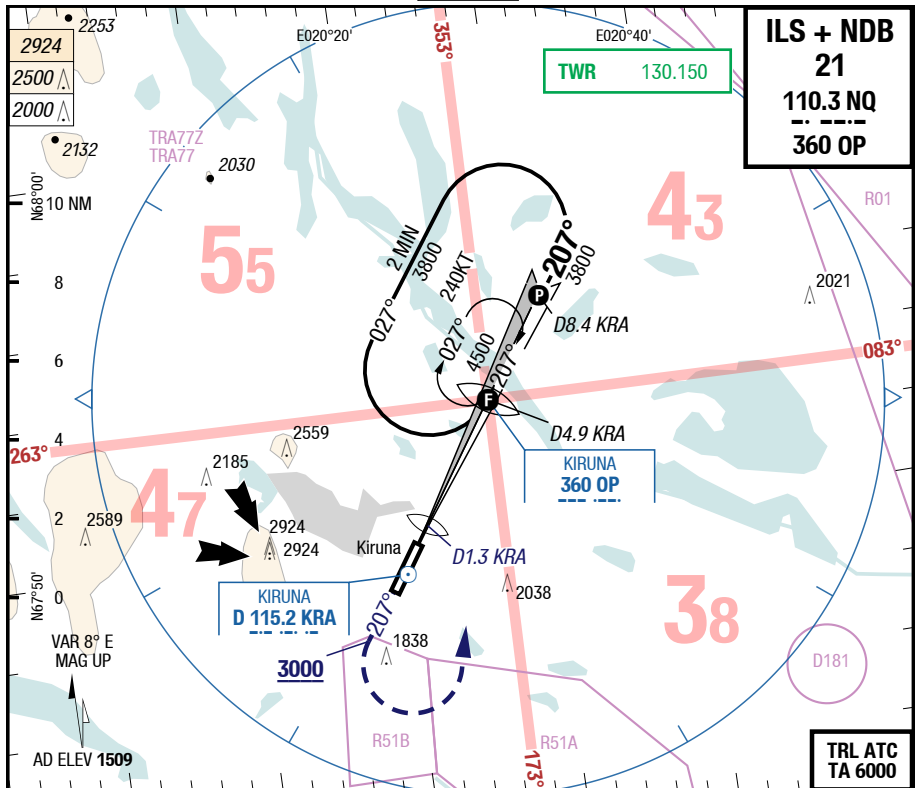 2253
2924
2500
2000
2132
TRA77Z
TRA77
2030
E020°20'
353°
E020°40'
TWR 130.150
ILS + NDB
21
110.3 NQ
360 OP
N68°00'
10 NM
8
6
4
2
0
N67°50'
55
43
47
38
R01
2021
2 MIN
3800
240KT
027°
027°
4500
-207°
3800
207°
P
D8.4 KRA
F
083°
263°
D4.9 KRA
KIRUNA
360 OP
2559
2185
2589
2924
2924
Kiruna
D1.3 KRA
KIRUNA
D 115.2 KRA
2038
207°
1838
3000
VAR 8° E
MAG UP
AD ELEV 1509
R51B
R51A
173°
D181
TRL ATC
TA 6000